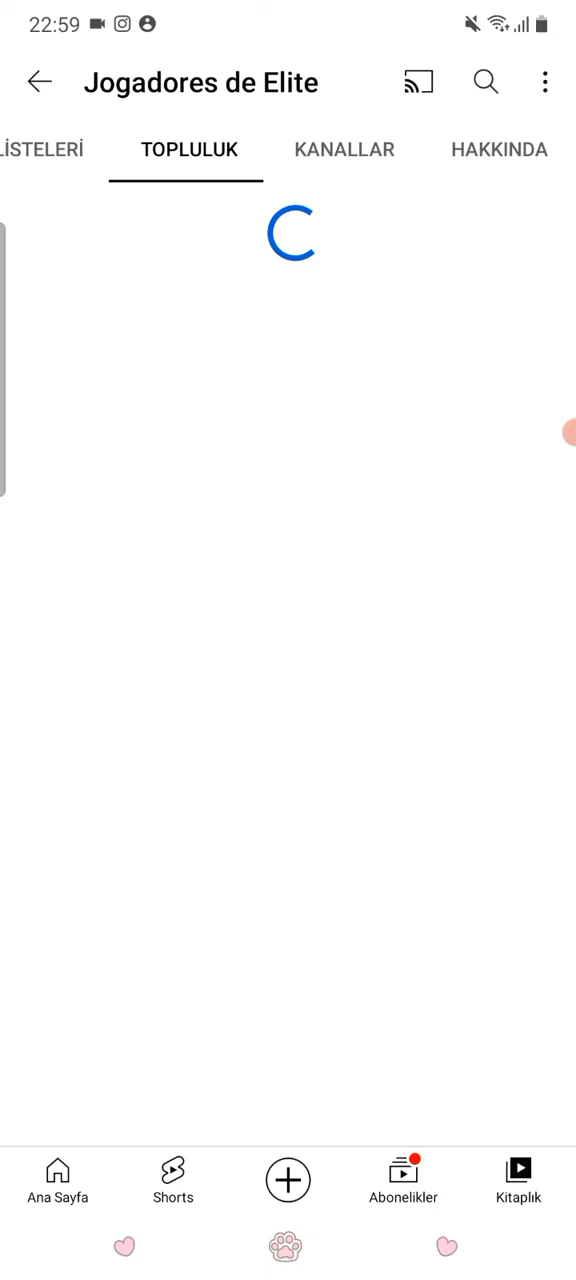 22:59
Jogadores de Elite
LİSTELERİ TOPLULUK KANALLAR HAKKINDA
Ana Sayfa Shorts Abonelikler Kitaplık